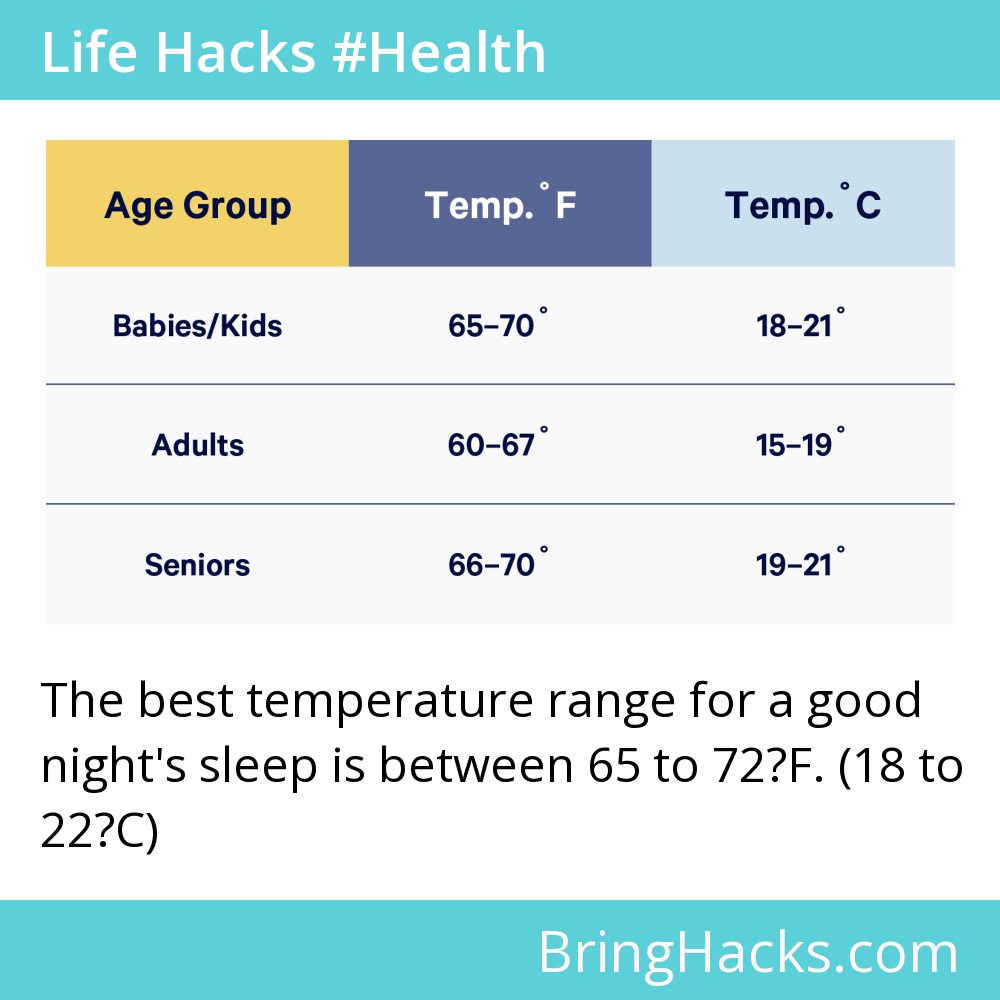 Life Hacks #Health
Age Group Temp. °F Temp. °C
Babies/Kids 65–70° 18–21°
Adults 60–67° 15–19°
Seniors 66–70° 19–21°
The best temperature range for a good
night's sleep is between 65 to 72?F. (18 to
22?C)
BringHacks.com